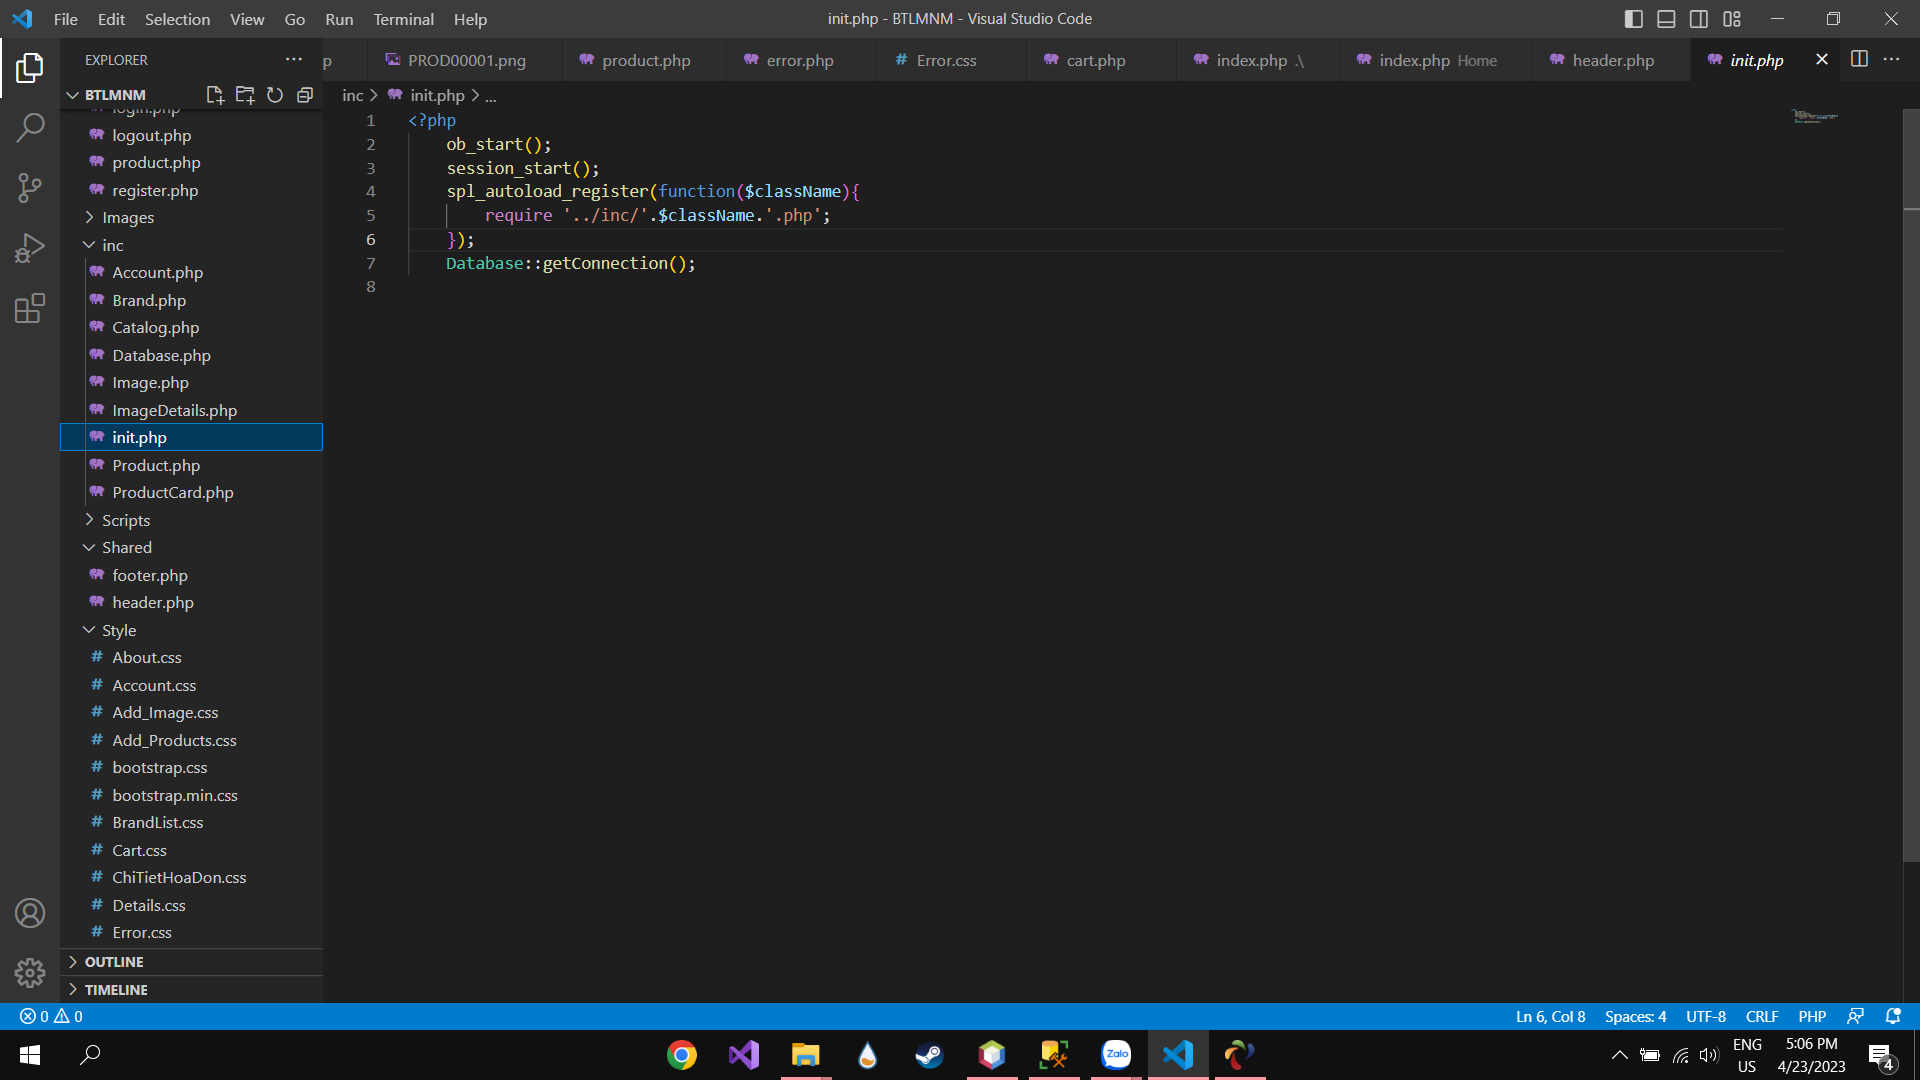 File Edit Selection View Go Run Terminal Help
init.php - BTLMNM - Visual Studio Code
EXPLORER
p PROD00001.png product.php error.php # Error.css cart.php index.php .\ index.php Home header.php init.php
BTLMNM
login.php
logout.php
product.php
register.php
Images
inc
Account.php
Brand.php
Catalog.php
Database.php
Image.php
ImageDetails.php
init.php
Product.php
ProductCard.php
Scripts
Shared
footer.php
header.php
Style
# About.css
# Account.css
# Add_Image.css
# Add_Products.css
# bootstrap.css
# bootstrap.min.css
# BrandList.css
# Cart.css
# ChiTietHoaDon.css
# Details.css
# Error.css
OUTLINE
TIMELINE
inc > init.php > ...
1 <?php
2 ob_start();
3 session_start();
4 spl_autoload_register(function($className){
5 require '../inc/'.$className.'.php';
6 });
7 Database::getConnection();
8
0 0
Ln 6, Col 8 Spaces: 4 UTF-8 CRLF PHP
Zalo
ENG
US
5:06 PM
4/23/2023
4